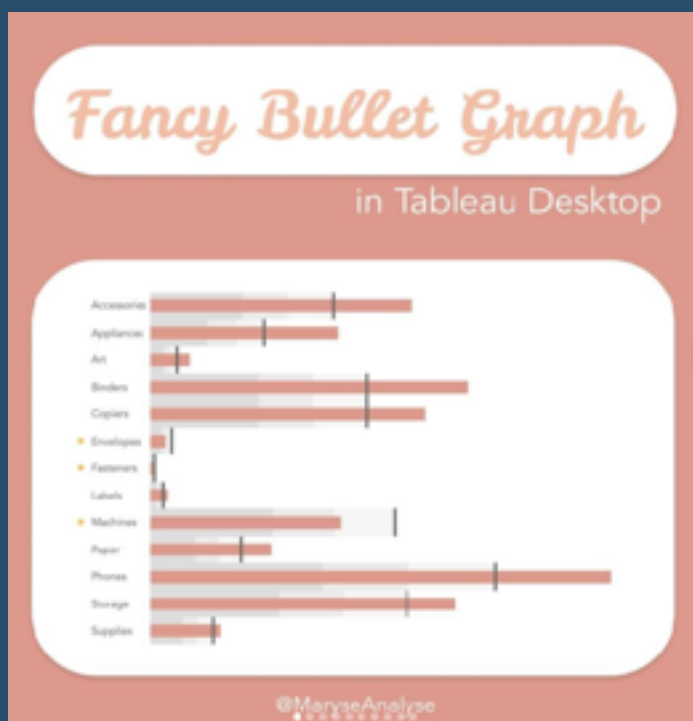 Fancy Bullet Graph
in Tableau Desktop
Accessories
Appliances
Art
Binders
Copiers
Envelopes
Fasteners
Labels
Machines
Paper
Phones
Storage
Supplies
@MaryseAnalyse